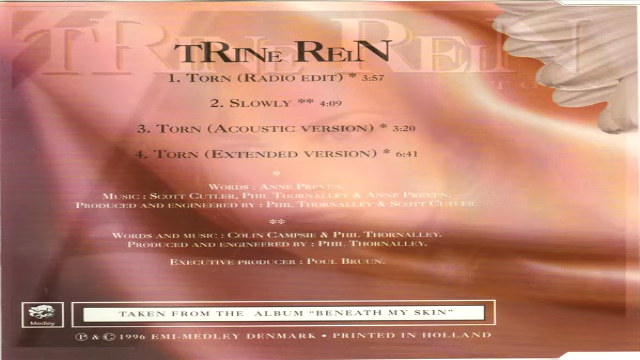 TRINE REIN
1. TORN (RADIO EDIT) * 3:57
2. SLOWLY ** 4:09
3. TORN (ACOUSTIC VERSION) * 3:20
4. TORN (EXTENDED VERSION) * 6:41
*
WORDS : ANNE PREVEN.
MUSIC : SCOTT CUTLER, PHIL THORNALLEY & ANNE PREVEN.
PRODUCED AND ENGINEERED BY : PHIL THORNALLEY & SCOTT CUTLER.
**
WORDS AND MUSIC : COLIN CAMPSIE & PHIL THORNALLEY.
PRODUCED AND ENGINEERED BY : PHIL THORNALLEY.
EXECUTIVE PRODUCER : POUL BRUUN.
Medley
TAKEN FROM THE ALBUM "BENEATH MY SKIN"
℗ & © 1996 EMI-MEDLEY DENMARK • PRINTED IN HOLLAND